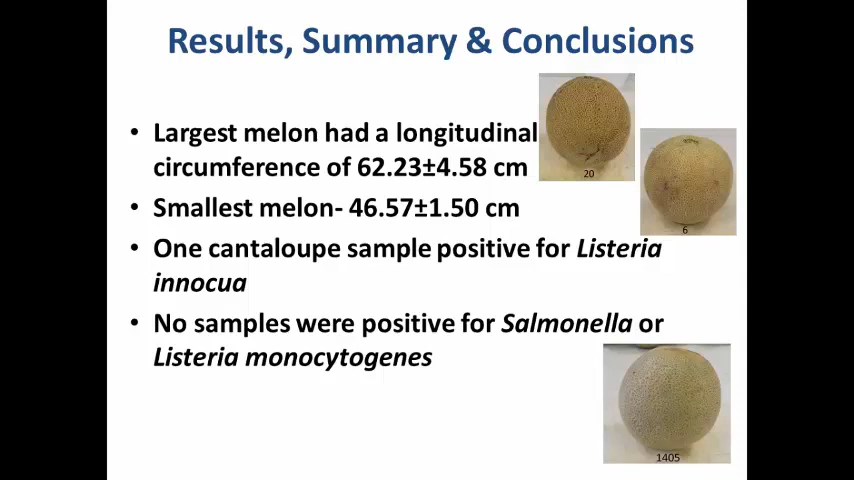 Results, Summary & Conclusions
• Largest melon had a longitudinal
circumference of 62.23±4.58 cm
20
• Smallest melon- 46.57±1.50 cm
6
• One cantaloupe sample positive for Listeria
innocua
• No samples were positive for Salmonella or
Listeria monocytogenes
1405